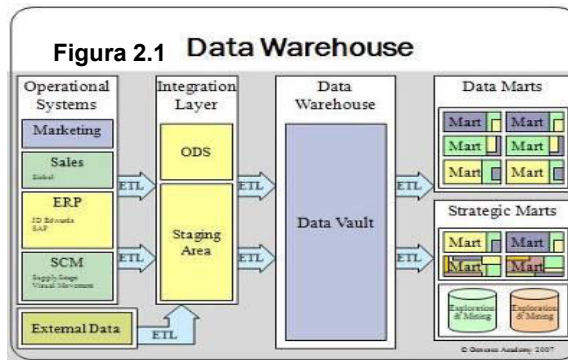 Figura 2.1 Data Warehouse
Operational
Systems
Marketing
Sales
Siebel
ERP
JD Edwards
SAP
SCM
External Data
ETL
ETL
ETL
Integration
Layer
ODS
Staging
Area
ETL
ETL
Data
Warehouse
Data Vault
ETL
ETL
Data Marts
Mart Mart
Mart Mart
Mart Mart
Strategic Marts
Mart Mart
Mart Mart
Exploration
& Mining
Exploration
& Mining
© Genesee Academy 2007